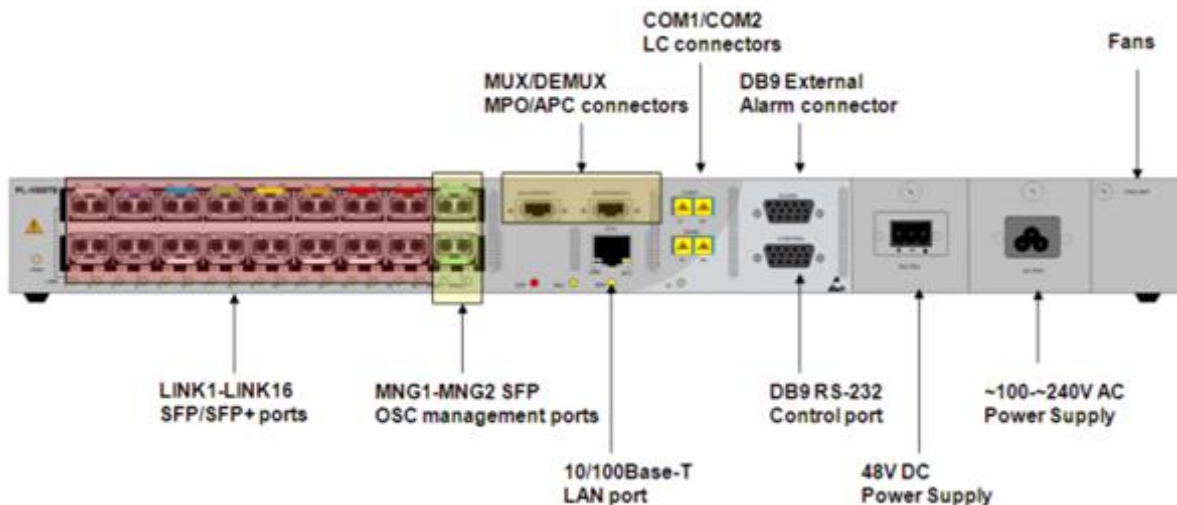 COM1/COM2
LC connectors
Fans
MUX/DEMUX
MPO/APC connectors
DB9 External
Alarm connector
LINK1-LINK16
SFP/SFP+ ports
MNG1-MNG2 SFP
OSC management ports
DB9 RS-232
Control port
~100-~240V AC
Power Supply
10/100Base-T
LAN port
48V DC
Power Supply